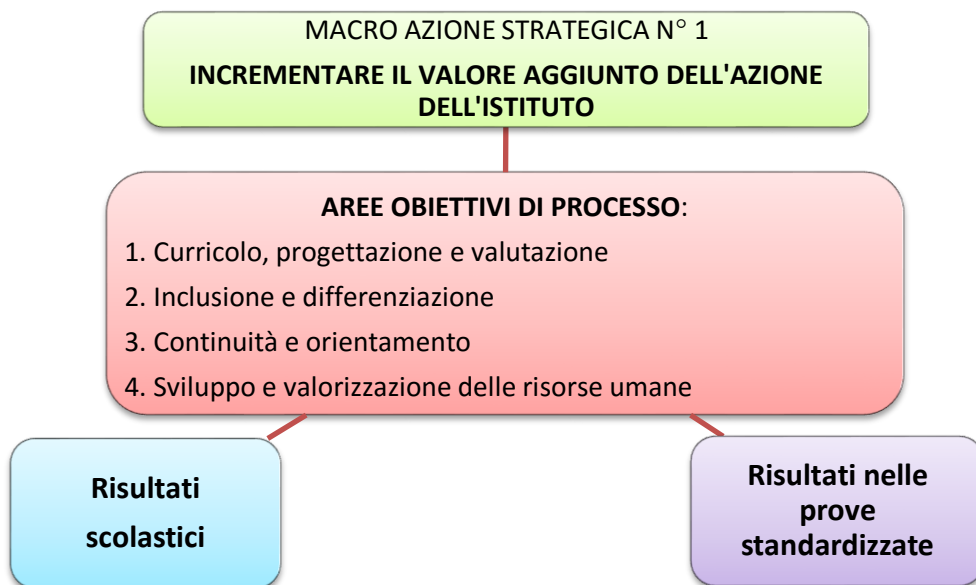 MACRO AZIONE STRATEGICA N° 1
INCREMENTARE IL VALORE AGGIUNTO DELL'AZIONE
DELL'ISTITUTO
AREE OBIETTIVI DI PROCESSO:
1. Curricolo, progettazione e valutazione
2. Inclusione e differenziazione
3. Continuità e orientamento
4. Sviluppo e valorizzazione delle risorse umane
Risultati
scolastici
Risultati nelle
prove
standardizzate